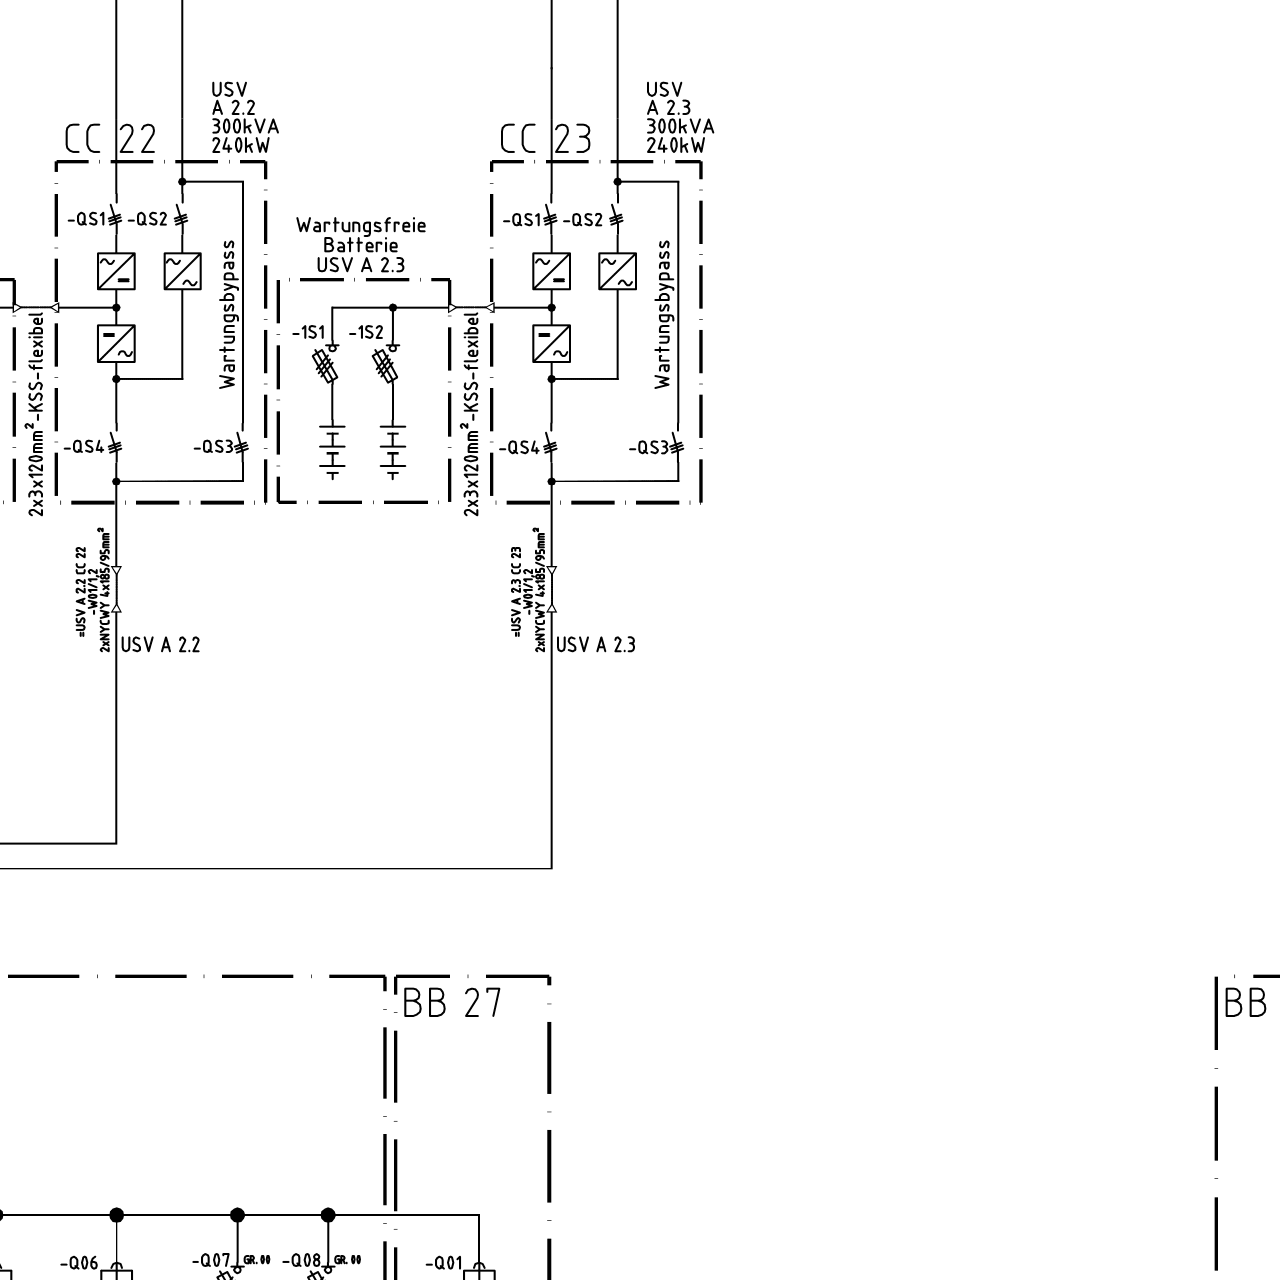 USV
A 2.2
300kVA
240kW
CC 22
-QS1
-QS2
Wartungsbypass
-QS4
-QS3
2x3x120mm²-KSS-flexibel
=USV A 2.2 CC 22
-W01/1,2
2xNYCWY 4x185/95mm²
USV A 2.2
Wartungsfreie
Batterie
USV A 2.3
-1S1
-1S2
2x3x120mm²-KSS-flexibel
USV
A 2.3
300kVA
240kW
CC 23
-QS1
-QS2
Wartungsbypass
-QS4
-QS3
=USV A 2.3 CC 23
-W01/1,2
2xNYCWY 4x185/95mm²
USV A 2.3
BB 27
BB
-Q06
-Q07
GR.00
-Q08
GR.00
-Q01